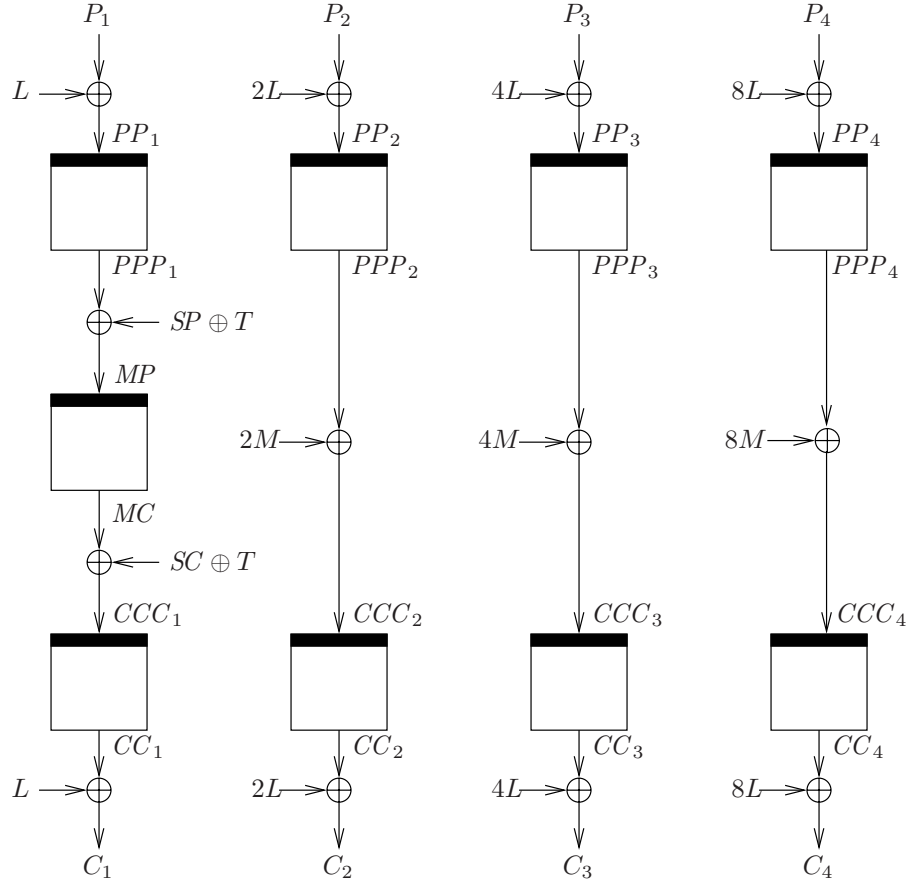 P₁ P₂ P₃ P₄
L 2L 4L 8L
PP₁ PP₂ PP₃ PP₄
PPP₁ PPP₂ PPP₃ PPP₄
SP ⊕ T
MP
2M 4M 8M
MC
SC ⊕ T
CCC₁ CCC₂ CCC₃ CCC₄
CC₁ CC₂ CC₃ CC₄
L 2L 4L 8L
C₁ C₂ C₃ C₄